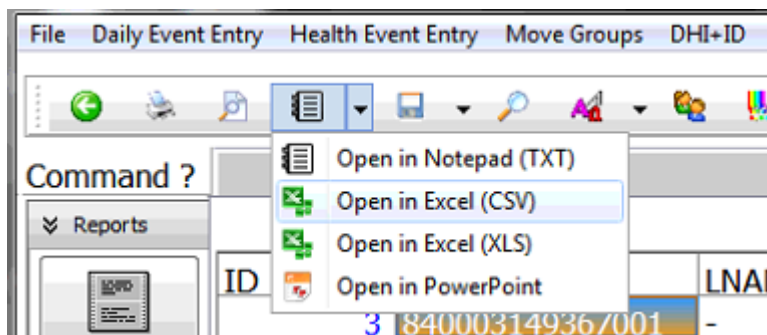 File Daily Event Entry Health Event Entry Move Groups DHI+ID
Open in Notepad (TXT)
Command ?
Open in Excel (CSV)
Reports
Open in Excel (XLS)
ID
Open in PowerPoint
3 840003149367001 -